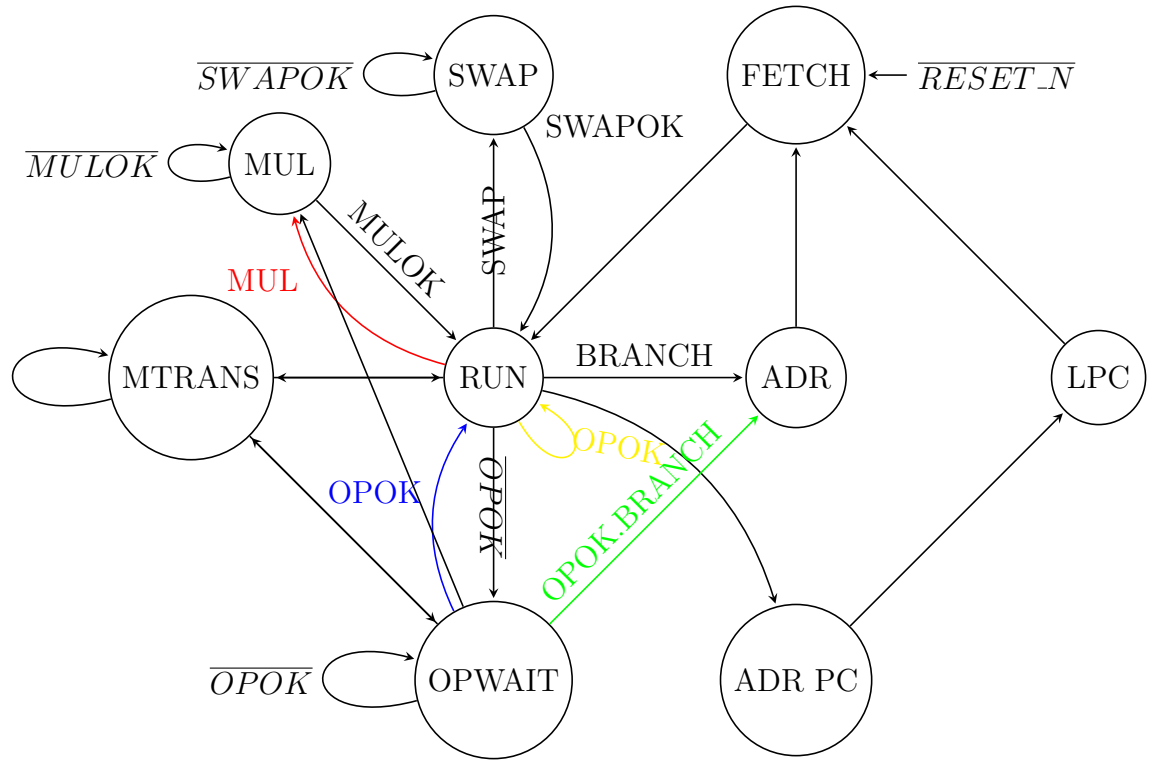 SWAPOK
SWAP
FETCH
RESET_N
SWAPOK
MULOK
MUL
MULOK
SWAP
MUL
MTRANS
RUN
BRANCH
ADR
LPC
OPOK
OPOK
OPOK
OPOK.BRANCH
OPOK
OPWAIT
ADR PC